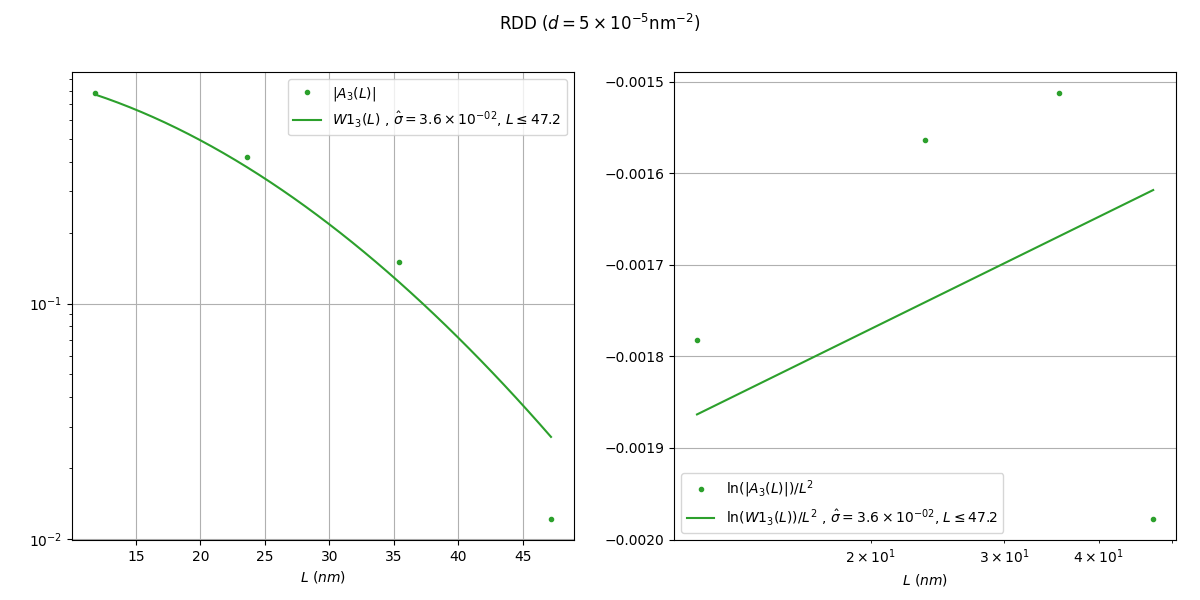 RDD ($d = 5 \times 10^{-5}$nm$^{-2}$)
$|A_3(L)|$
$W1_3(L)$ , $\hat{\sigma} = 3.6 \times 10^{-02}$, $L \leq 47.2$
$10^{-1}$
$10^{-2}$
15 20 25 30 35 40 45
$L$ $(nm)$
−0.0015
−0.0016
−0.0017
−0.0018
−0.0019
−0.0020
$\ln(|A_3(L)|)/L^2$
$\ln(W1_3(L))/L^2$ , $\hat{\sigma} = 3.6 \times 10^{-02}$, $L \leq 47.2$
$2 \times 10^1$ $3 \times 10^1$ $4 \times 10^1$
$L$ $(nm)$